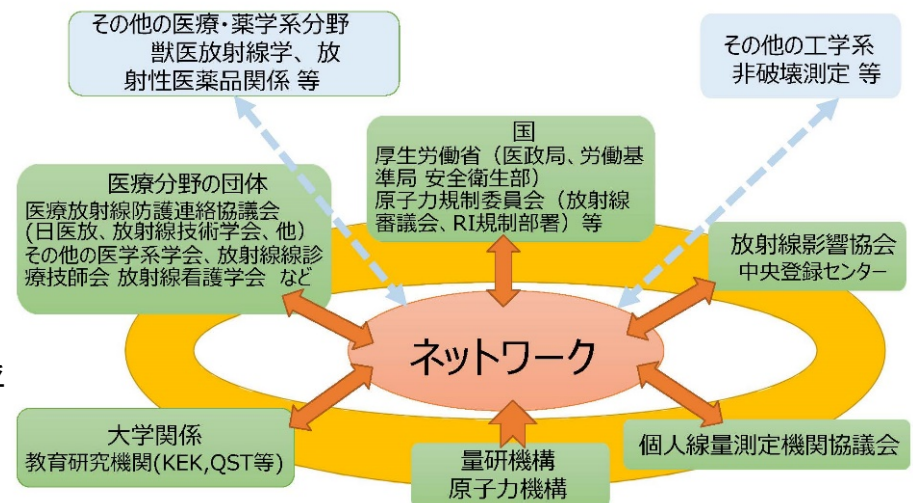 その他の医療・薬学系分野
獣医放射線学、放
射性医薬品関係 等
その他の工学系
非破壊測定 等
国
厚生労働省（医政局、労働基
準局 安全衛生部）
原子力規制委員会（放射線
審議会、RI規制部署）等
医療分野の団体
医療放射線防護連絡協議会
(日医放、放射線技術学会、他)
その他の医学系学会、放射線線診
療技師会 放射線看護学会 など
放射線影響協会
中央登録センター
ネットワーク
大学関係
教育研究機関(KEK,QST等)
量研機構
原子力機構
個人線量測定機関協議会